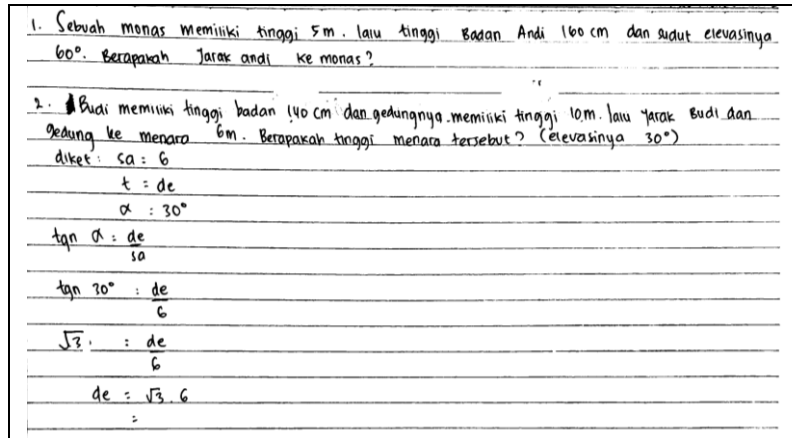 1. Sebuah monas memiliki tinggi 5 m. lalu tinggi Badan Andi 160 cm dan sudut elevasinya
60°. Berapakah Jarak andi ke monas?
2. Budi memiliki tinggi badan 140 cm dan gedungnya memiliki tinggi 10m. lalu Jarak Budi dan
gedung ke menara 6m. Berapakah tinggi menara tersebut? (elevasinya 30°)
diket: sa : 6
t = de
α : 30°
tan α : de
sa
tan 30° : de
6
√3. : de
6
de = √3 . 6
=